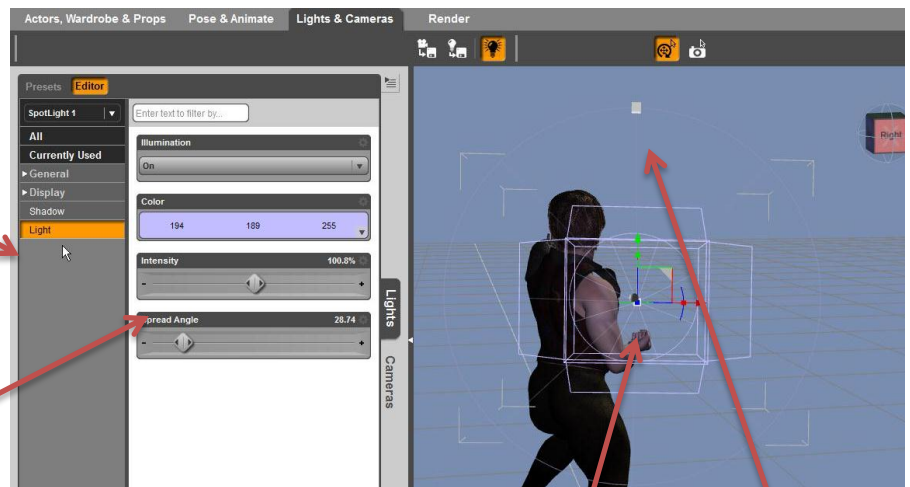 Actors, Wardrobe & Props Pose & Animate Lights & Cameras Render
Presets Editor
SpotLight 1
Enter text to filter by...
All
Currently Used
General
Display
Shadow
Light
Illumination
On
Color
194 189 255
Intensity 100.8%
- +
Spread Angle 28.74
- +
Lights
Cameras
Right